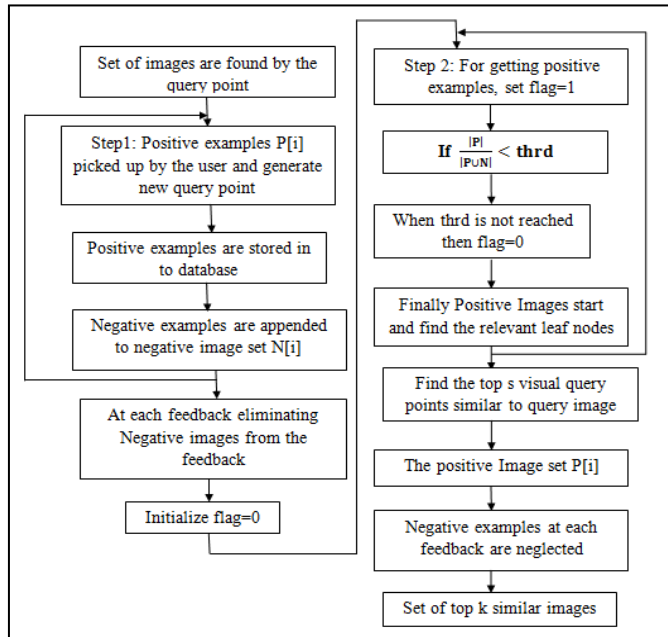 Set of images are found by the
query point
Step1: Positive examples P[i]
picked up by the user and generate
new query point
Positive examples are stored in
to database
Negative examples are appended
to negative image set N[i]
At each feedback eliminating
Negative images from the
feedback
Initialize flag=0
Step 2: For getting positive
examples, set flag=1
If |P| / |P∪N| < thrd
When thrd is not reached
then flag=0
Finally Positive Images start
and find the relevant leaf nodes
Find the top s visual query
points similar to query image
The positive Image set P[i]
Negative examples at each
feedback are neglected
Set of top k similar images